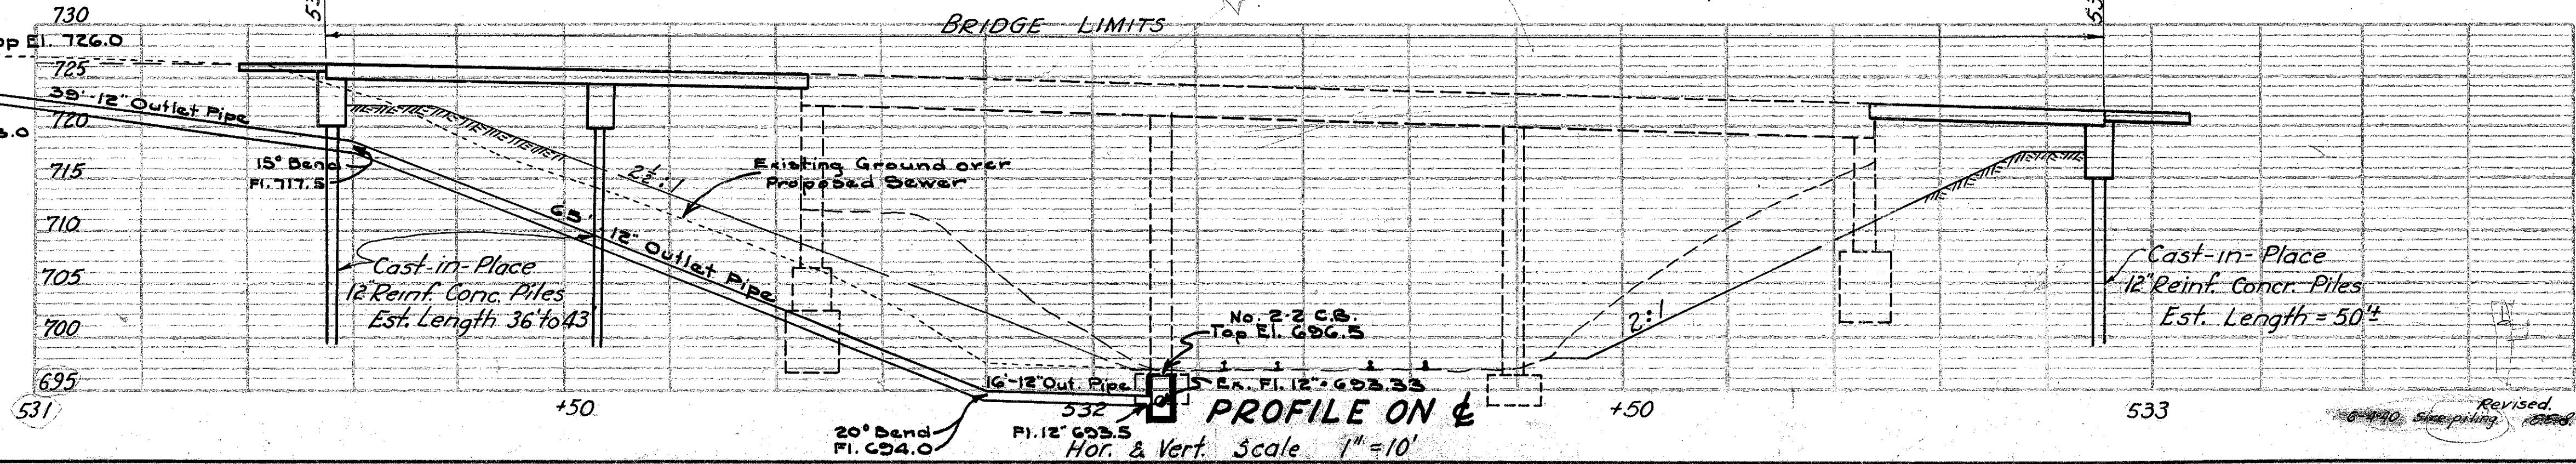 730
BRIDGE LIMITS
Top El. 726.0
725
39'-12" Outlet Pipe
720
15° Bend
Fl. 717.5
715
2½:1
Existing Ground over
Proposed Sewer
710
65' 12" Outlet Pipe
705
Cast-in-Place
12" Reinf. Conc. Piles
Est. Length 36' to 43'
700
695
No. 2-2 C.B.
Top El. 696.5
16'-12" Out. Pipe
Ex. Fl. 12" = 693.33
2:1
Cast-in-Place
12" Reinf. Concr. Piles
Est. Length = 50'±
531
+50
532
+50
533
20° Bend
Fl. 694.0
Fl. 12" 693.5
PROFILE ON ℄
Hor. & Vert. Scale 1" = 10'
Revised.
6-4-40 Size piling